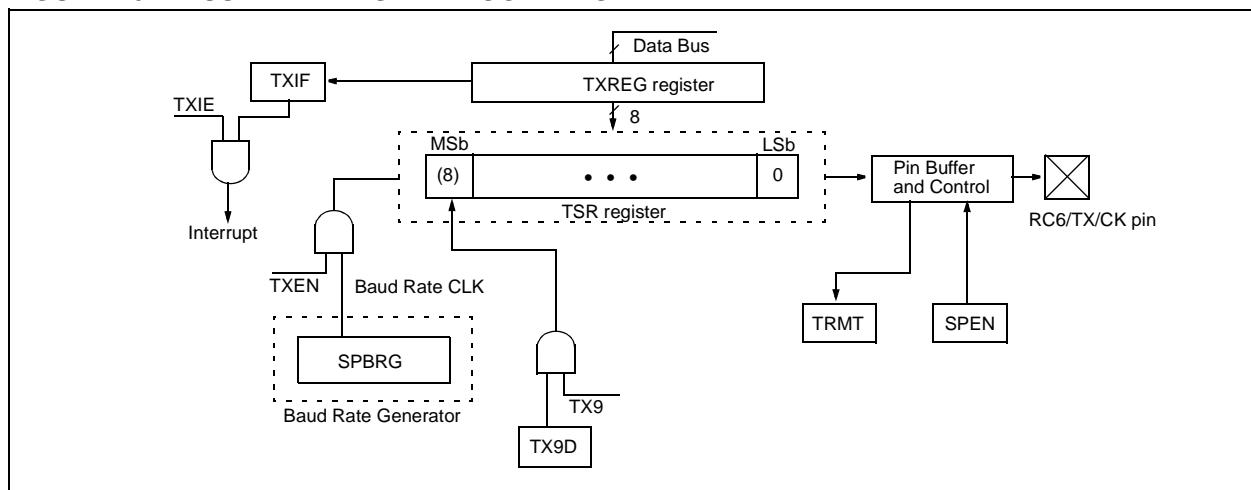 Data Bus
TXIF
TXREG register
TXIE
8
MSb
LSb
(8)
• • •
0
Pin Buffer
and Control
TSR register
Interrupt
RC6/TX/CK pin
TXEN
Baud Rate CLK
TRMT
SPEN
SPBRG
TX9
Baud Rate Generator
TX9D